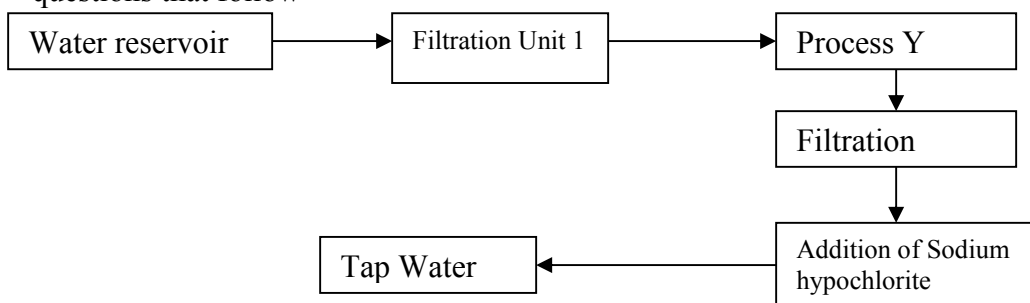 questions that follow
Water reservoir
Filtration Unit 1
Process Y
Filtration
Addition of Sodium
hypochlorite
Tap Water